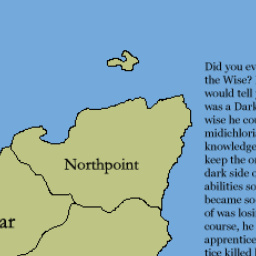 Did you ev
the Wise?
would tell
was a Dark
wise he co
midichloria
knowledge
keep the o
dark side o
abilities so
became so
of was losi
course, he
apprentice
tice killed h
Northpoint
ar